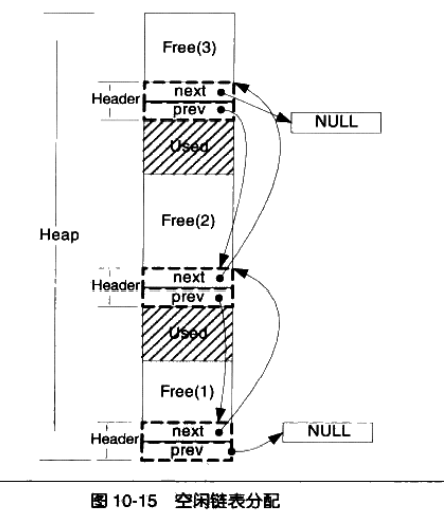 Free(3)
next
Header
prev
NULL
Used
Free(2)
Heap
next
Header
prev
Used
Free(1)
next
NULL
Header
prev
图 10-15 空闲链表分配